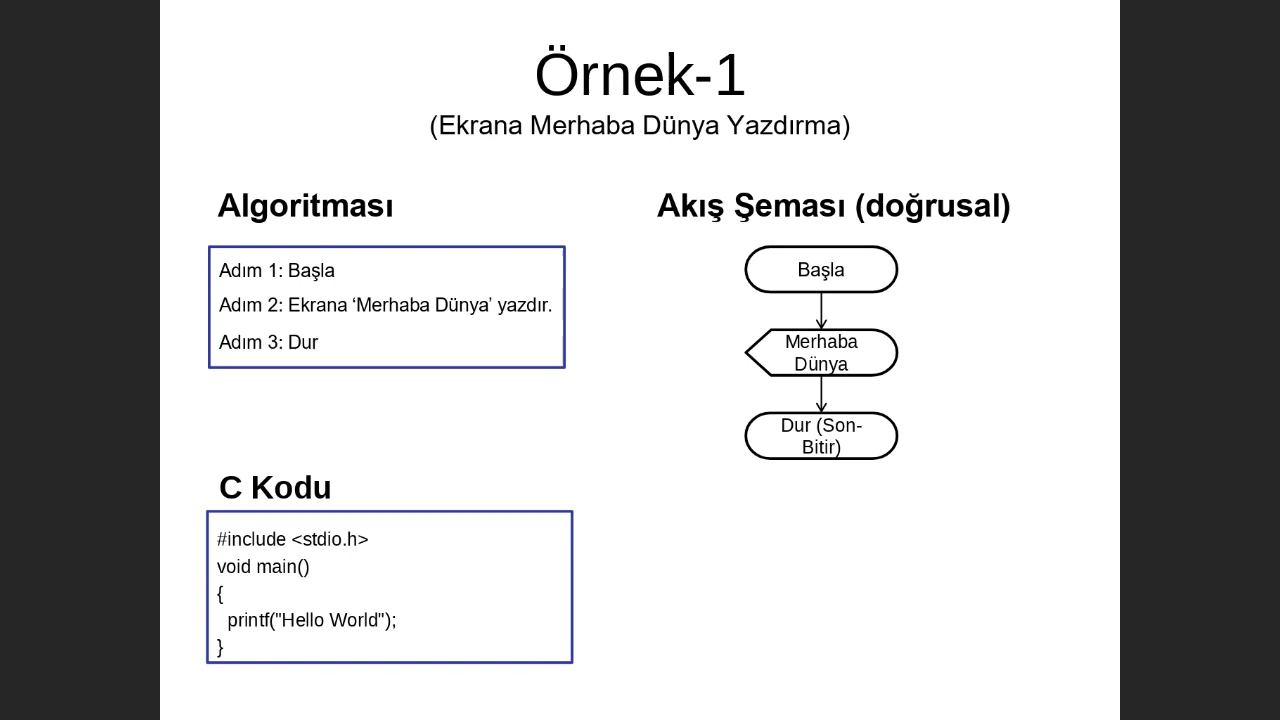 Örnek-1
(Ekrana Merhaba Dünya Yazdırma)
Algoritması
Adım 1: Başla
Adım 2: Ekrana ‘Merhaba Dünya’ yazdır.
Adım 3: Dur
Akış Şeması (doğrusal)
Başla
Merhaba
Dünya
Dur (Son-
Bitir)
C Kodu
#include <stdio.h>
void main()
{
  printf("Hello World");
}